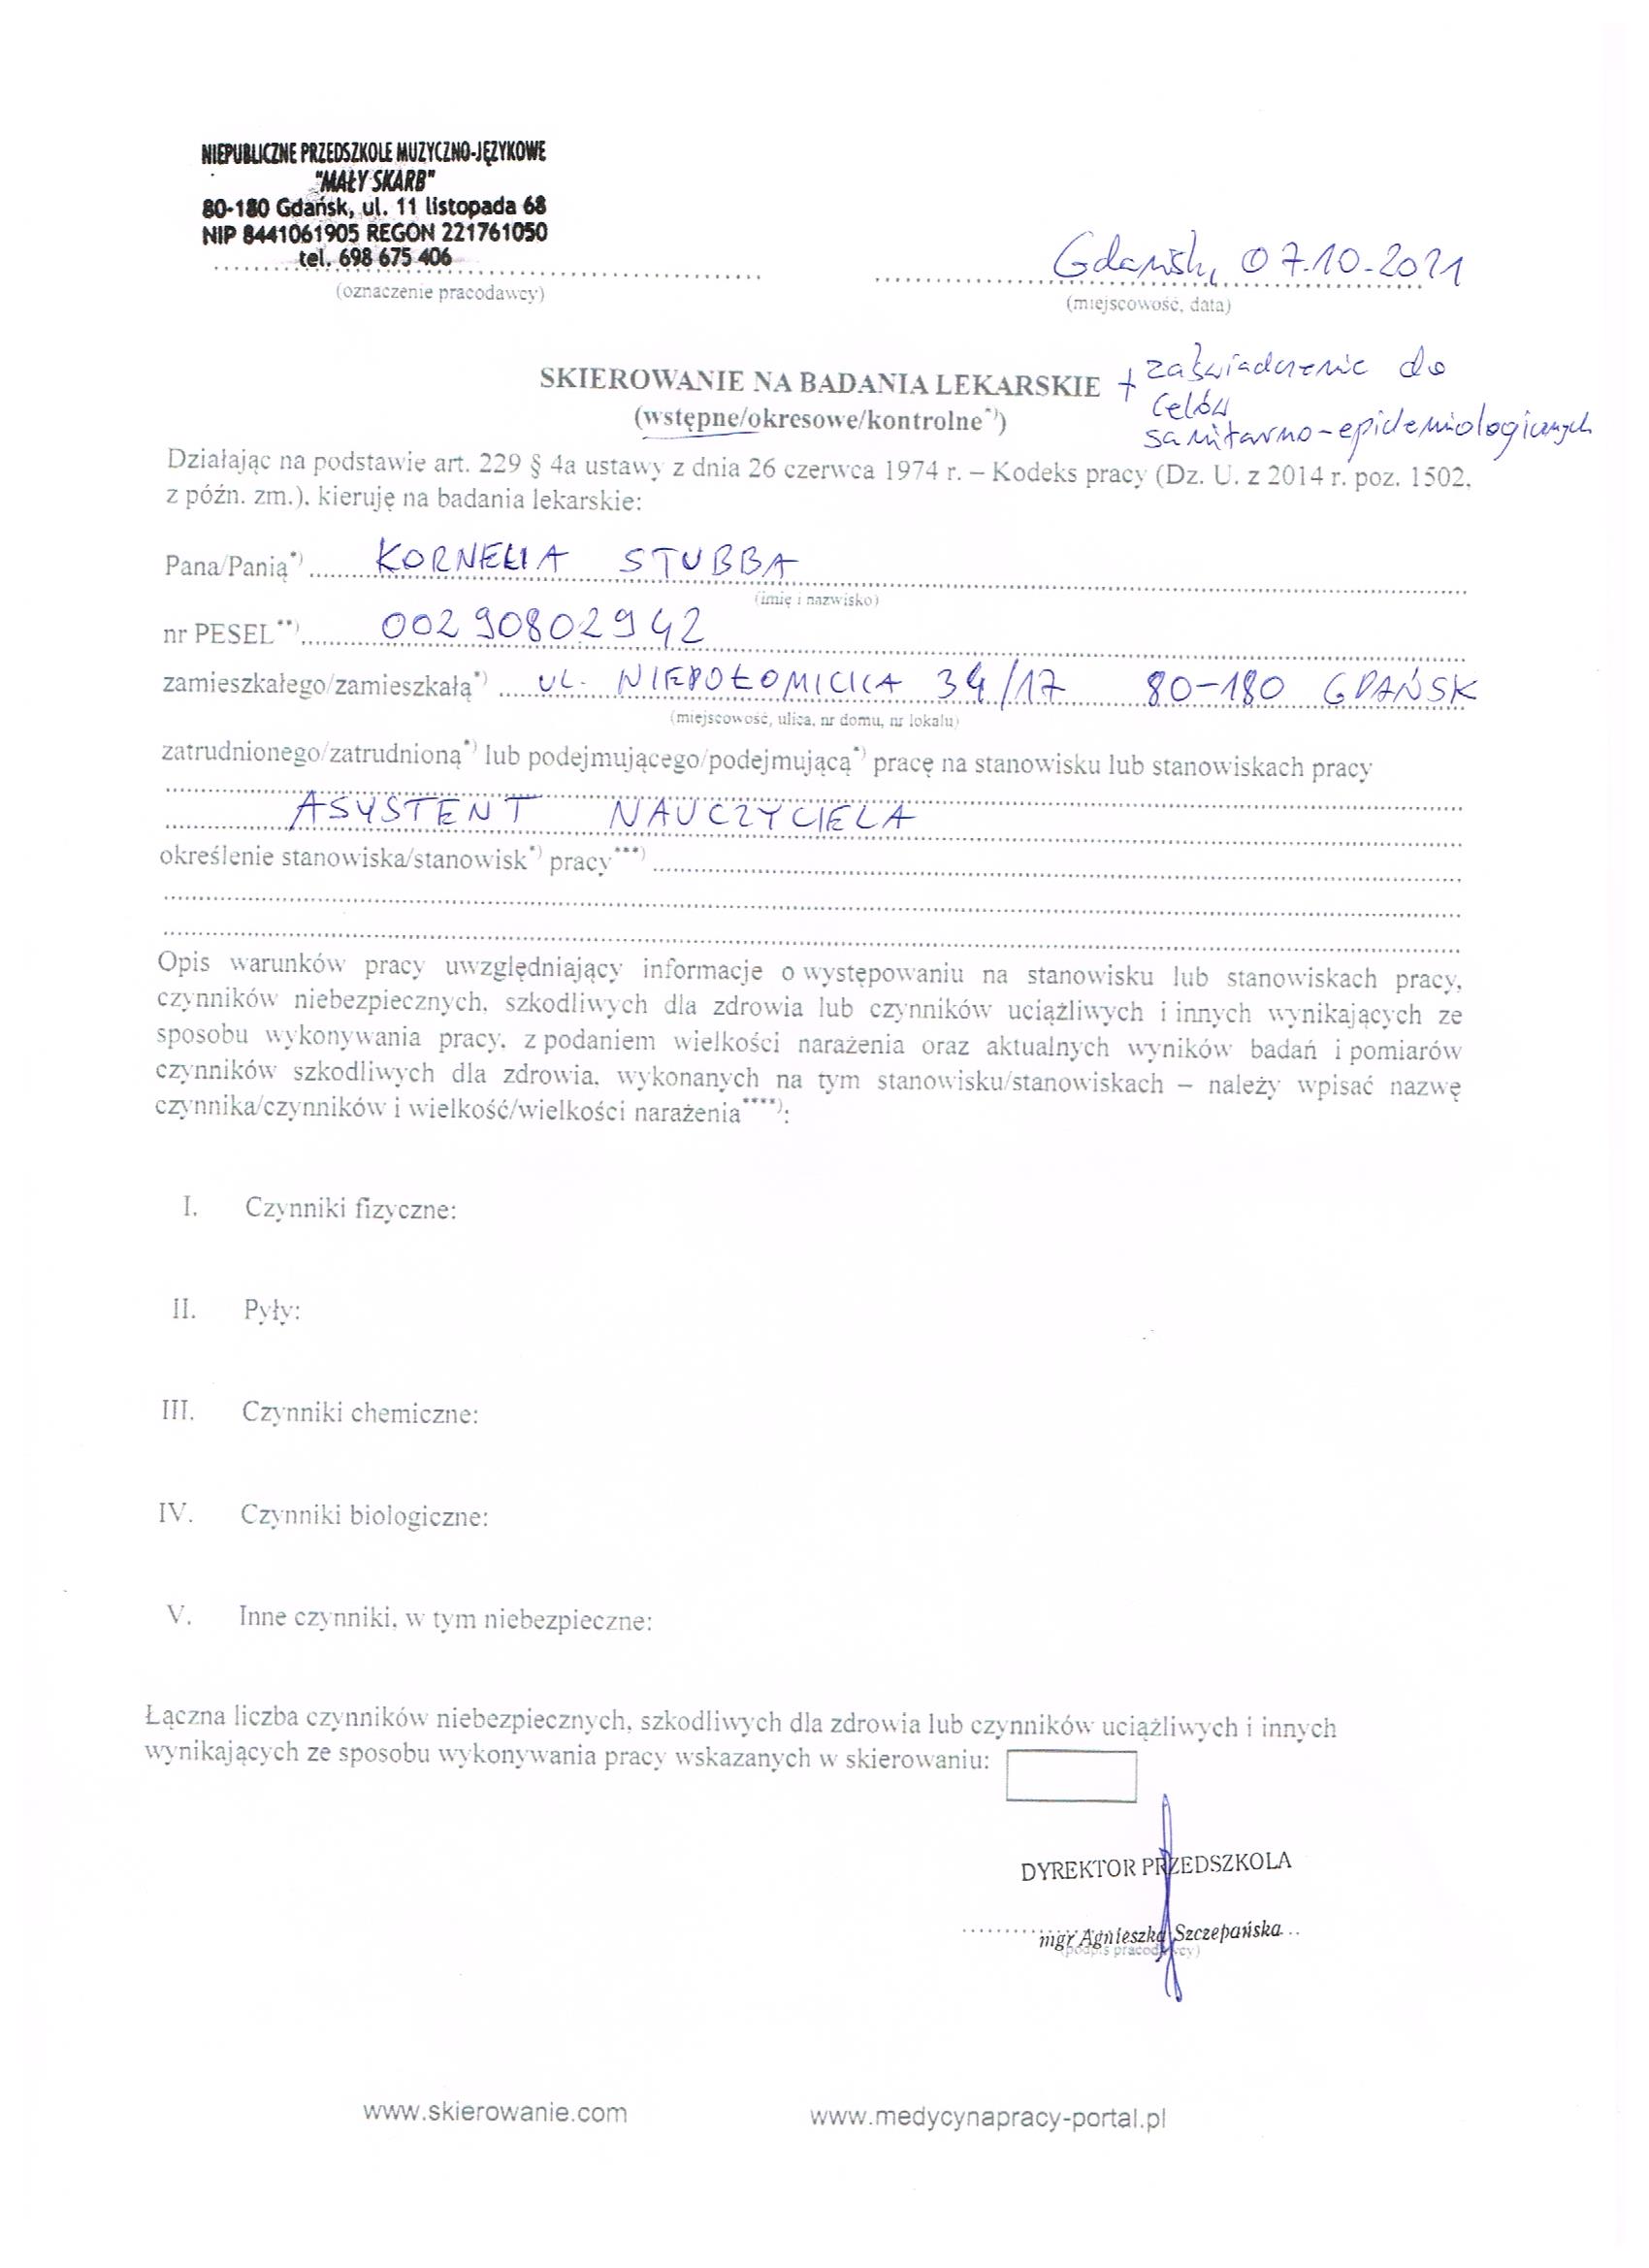 NIEPUBLICZNE PRZEDSZKOLE MUZYCZNO-JĘZYKOWE
"MAŁY SKARB"
80-180 Gdańsk, ul. 11 listopada 68
NIP 8441061905 REGON 221761050
tel. 698 675 406
(oznaczenie pracodawcy)
Gdańsk, 07.10.2021
(miejscowość, data)
SKIEROWANIE NA BADANIA LEKARSKIE + zaświadczenie do
celów
sanitarno-epidemiologicznych
(wstępne/okresowe/kontrolne*))
Działając na podstawie art. 229 § 4a ustawy z dnia 26 czerwca 1974 r. – Kodeks pracy (Dz. U. z 2014 r. poz. 1502,
z późn. zm.), kieruję na badania lekarskie:
Pana/Panią*) KORNELIA STUBBA
(imię i nazwisko)
nr PESEL**) 00290802942
zamieszkałego/zamieszkałą*) UL. NIEPOŁOMICKA 34/17 80-180 GDAŃSK
(miejscowość, ulica, nr domu, nr lokalu)
zatrudnionego/zatrudnioną*) lub podejmującego/podejmującą*) pracę na stanowisku lub stanowiskach pracy
ASYSTENT NAUCZYCIELA
określenie stanowiska/stanowisk*) pracy***)
Opis warunków pracy uwzględniający informacje o występowaniu na stanowisku lub stanowiskach pracy,
czynników niebezpiecznych, szkodliwych dla zdrowia lub czynników uciążliwych i innych wynikających ze
sposobu wykonywania pracy, z podaniem wielkości narażenia oraz aktualnych wyników badań i pomiarów
czynników szkodliwych dla zdrowia, wykonanych na tym stanowisku/stanowiskach – należy wpisać nazwę
czynnika/czynników i wielkość/wielkości narażenia****):
I. Czynniki fizyczne:
II. Pyły:
III. Czynniki chemiczne:
IV. Czynniki biologiczne:
V. Inne czynniki, w tym niebezpieczne:
Łączna liczba czynników niebezpiecznych, szkodliwych dla zdrowia lub czynników uciążliwych i innych
wynikających ze sposobu wykonywania pracy wskazanych w skierowaniu:
DYREKTOR PRZEDSZKOLA
mgr Agnieszka Szczepańska
(podpis pracodawcy)
www.skierowanie.com www.medycynapracy-portal.pl